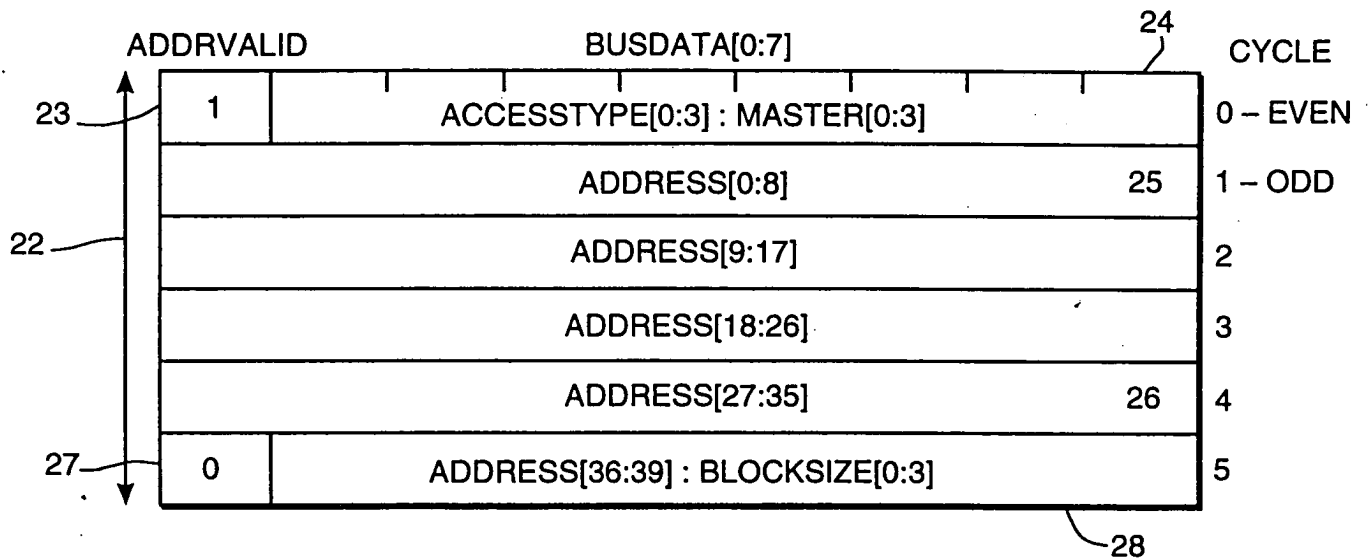 24
ADDRVALID BUSDATA[0:7] CYCLE
23 1 ACCESSTYPE[0:3] : MASTER[0:3] 0 – EVEN
ADDRESS[0:8] 25 1 – ODD
22 ADDRESS[9:17] 2
ADDRESS[18:26] 3
ADDRESS[27:35] 26 4
27 0 ADDRESS[36:39] : BLOCKSIZE[0:3] 5
28